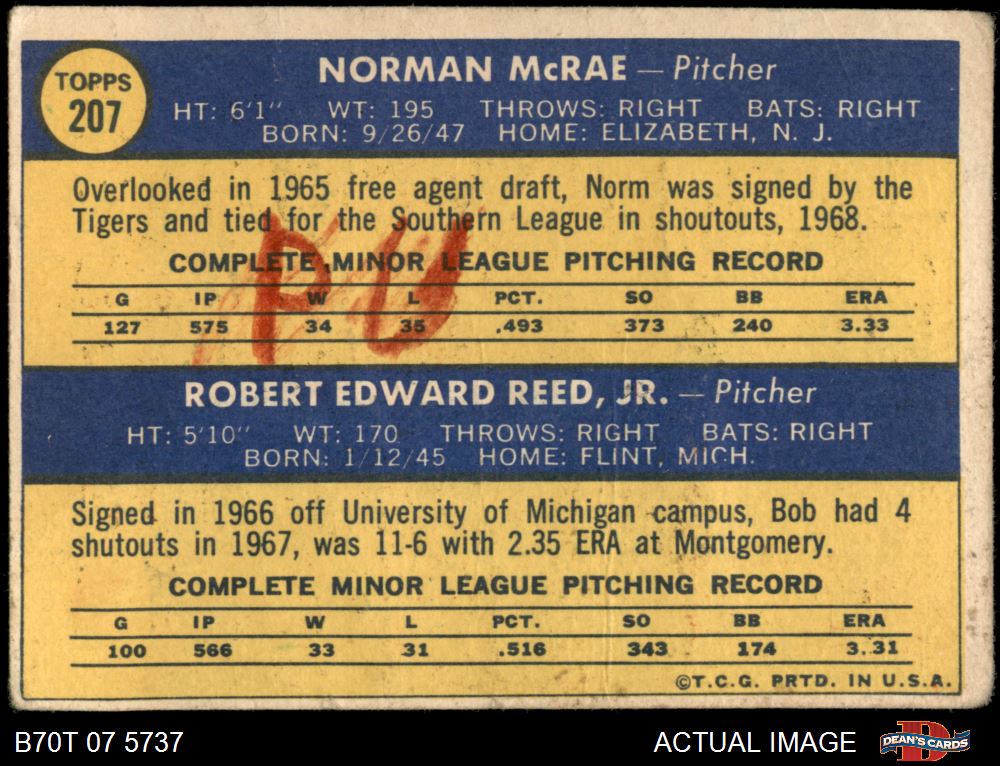 TOPPS
207
NORMAN McRAE — Pitcher
HT: 6'1" WT: 195 THROWS: RIGHT BATS: RIGHT
BORN: 9/26/47 HOME: ELIZABETH, N. J.
Overlooked in 1965 free agent draft, Norm was signed by the
Tigers and tied for the Southern League in shoutouts, 1968.
COMPLETE MINOR LEAGUE PITCHING RECORD
G IP W L PCT. SO BB ERA
127 575 34 35 .493 373 240 3.33
PU
ROBERT EDWARD REED, JR. — Pitcher
HT: 5'10" WT: 170 THROWS: RIGHT BATS: RIGHT
BORN: 1/12/45 HOME: FLINT, MICH.
Signed in 1966 off University of Michigan campus, Bob had 4
shutouts in 1967, was 11-6 with 2.35 ERA at Montgomery.
COMPLETE MINOR LEAGUE PITCHING RECORD
G IP W L PCT. SO BB ERA
100 566 33 31 .516 343 174 3.31
©T.C.G. PRTD. IN U.S.A.
B70T 07 5737 ACTUAL IMAGE DEAN'S CARDS